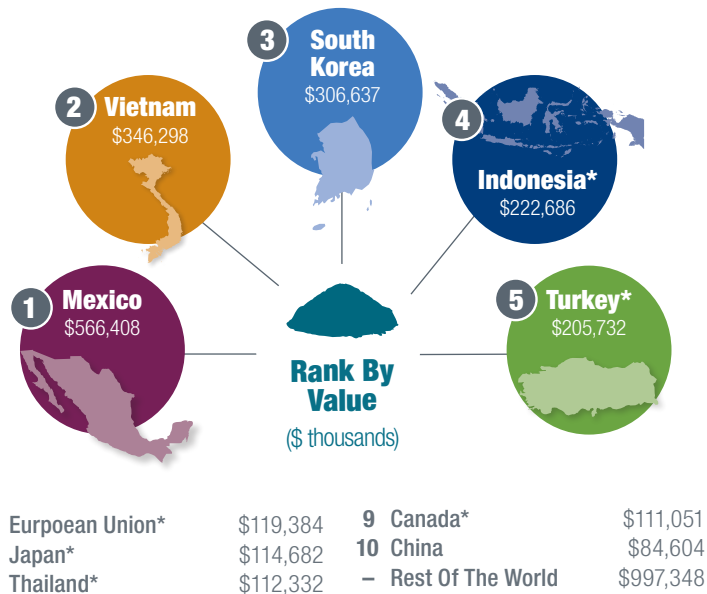 3
South
Korea
$306,637
2
Vietnam
$346,298
4
Indonesia*
$222,686
1
Mexico
$566,408
5
Turkey*
$205,732
Rank By
Value
($ thousands)
Eurpoean Union* $119,384
Japan* $114,682
Thailand* $112,332
9 Canada* $111,051
10 China $84,604
– Rest Of The World $997,348